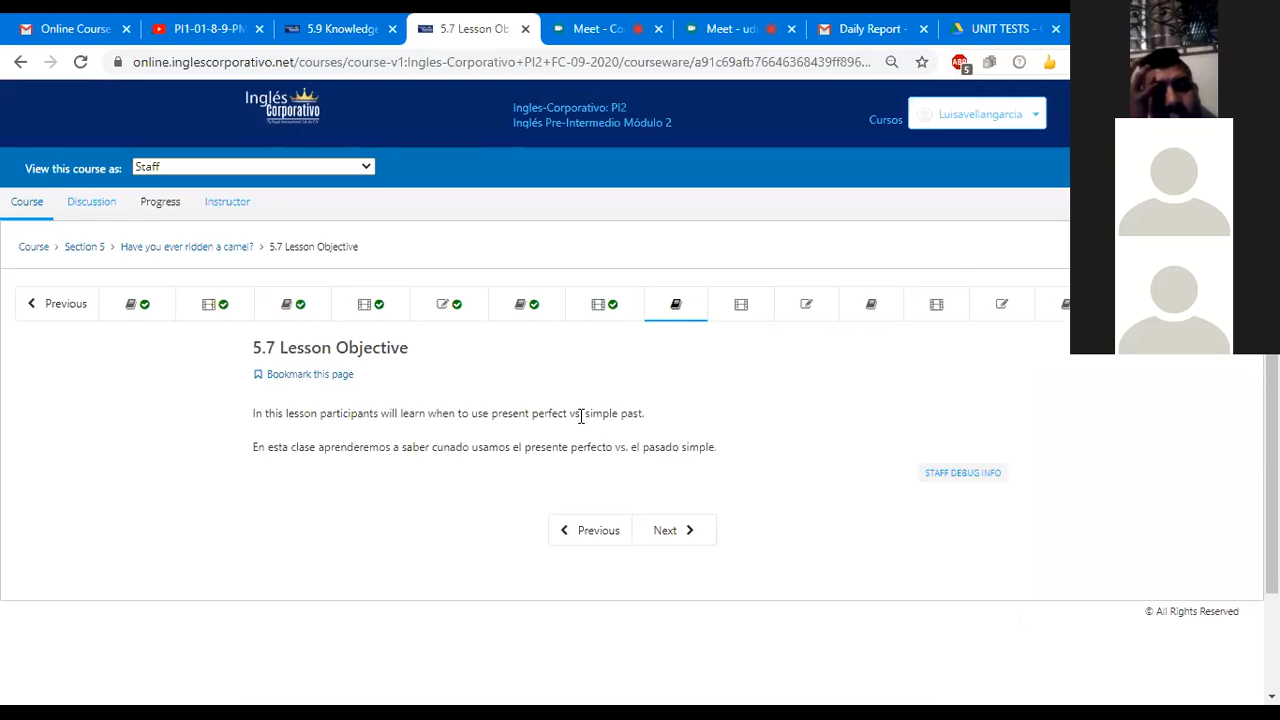 Online Course
PI1-01-8-9-PM
5.9 Knowledge
5.7 Lesson Ob
Meet - Co
Meet - ud
Daily Report -
UNIT TESTS - G
online.inglescorporativo.net/courses/course-v1:Ingles-Corporativo+PI2+FC-09-2020/courseware/a91c69afb76646368439ff896...
5
Inglés
Corporativo
Ingles-Corporativo: PI2
Inglés Pre-Intermedio Módulo 2
Cursos
Luisavellangarcia
View this course as:
Staff
Course
Discussion
Progress
Instructor
Course > Section 5 > Have you ever ridden a camel? > 5.7 Lesson Objective
Previous
5.7 Lesson Objective
Bookmark this page
In this lesson participants will learn when to use present perfect vs simple past.
En esta clase aprenderemos a saber cunado usamos el presente perfecto vs. el pasado simple.
STAFF DEBUG INFO
Previous
Next
© All Rights Reserved